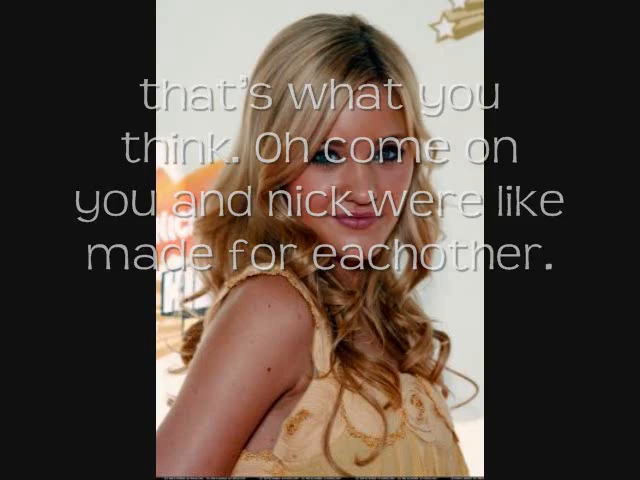 that's what you
think. Oh come on
you and nick were like
made for eachother.